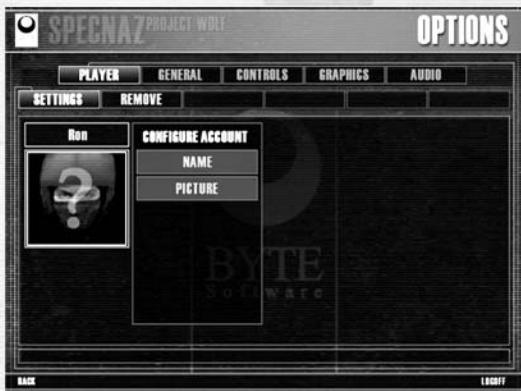 SPECNAZ PROJECT WOLF
OPTIONS
PLAYER GENERAL CONTROLS GRAPHICS AUDIO
SETTINGS REMOVE
Ron
CONFIGURE ACCOUNT
NAME
PICTURE
?
BYTE
Software
BACK
LOGOFF